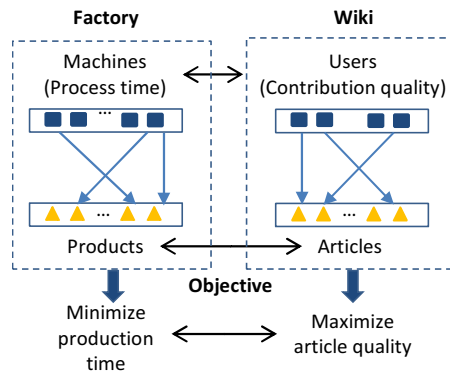 Factory
Wiki
Machines
(Process time)
Users
(Contribution quality)
...
...
...
Products
Articles
Objective
Minimize
production
time
Maximize
article quality